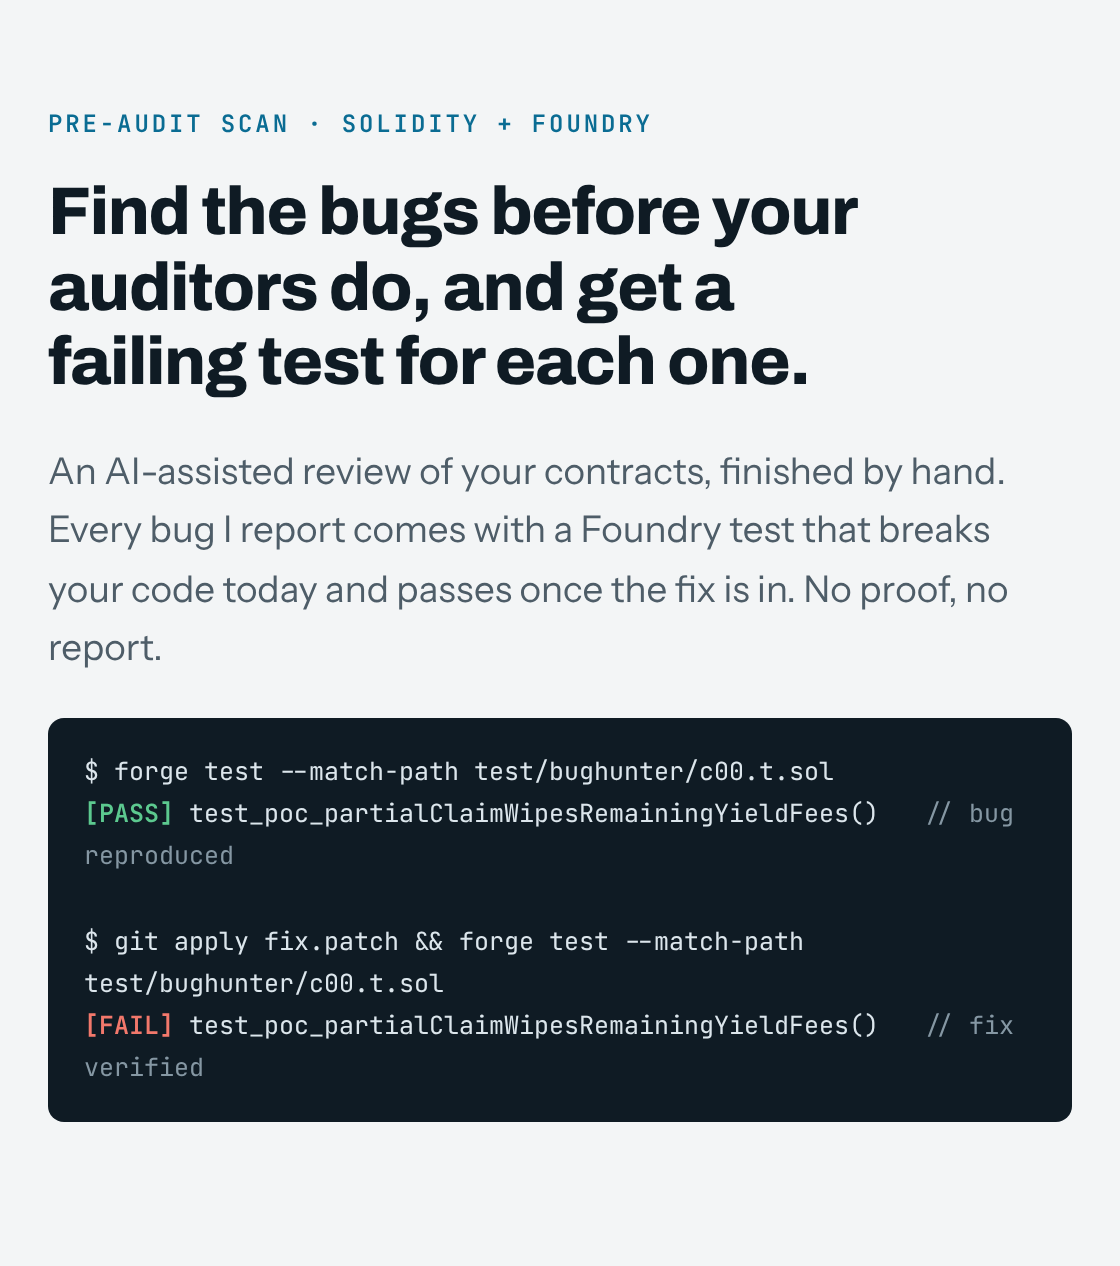 PRE-AUDIT SCAN · SOLIDITY + FOUNDRY
Find the bugs before your
auditors do, and get a
failing test for each one.
An AI-assisted review of your contracts, finished by hand.
Every bug I report comes with a Foundry test that breaks
your code today and passes once the fix is in. No proof, no
report.
$ forge test --match-path test/bughunter/c00.t.sol
[PASS] test_poc_partialClaimWipesRemainingYieldFees()   // bug
reproduced
$ git apply fix.patch && forge test --match-path
test/bughunter/c00.t.sol
[FAIL] test_poc_partialClaimWipesRemainingYieldFees()   // fix
verified